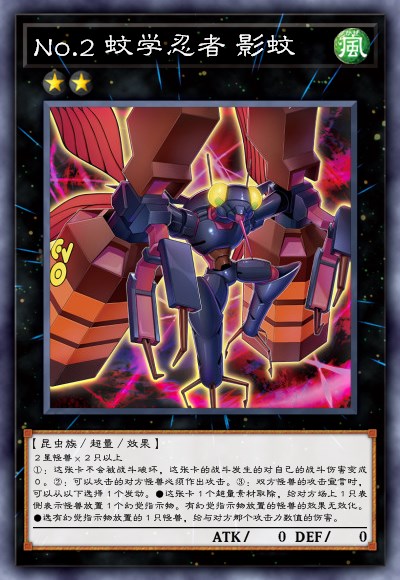 No.2 蚊学忍者 影蚊
風
【昆虫族／超量／效果】
2星怪兽×2只以上
①：这张卡不会被战斗破坏，这张卡的战斗发生的对自己的战斗伤害变成
0。②：可以攻击的对方怪兽必须作出攻击。③：双方怪兽的攻击宣言时，
可以从以下选择1个发动。●这张卡1个超量素材取除，给对方场上1只表
侧表示怪兽放置1个幻觉指示物。有幻觉指示物放置的怪兽的效果无效化。
●选有幻觉指示物放置的1只怪兽，给与对方那个攻击力数值的伤害。
ATK/ 0 DEF/ 0